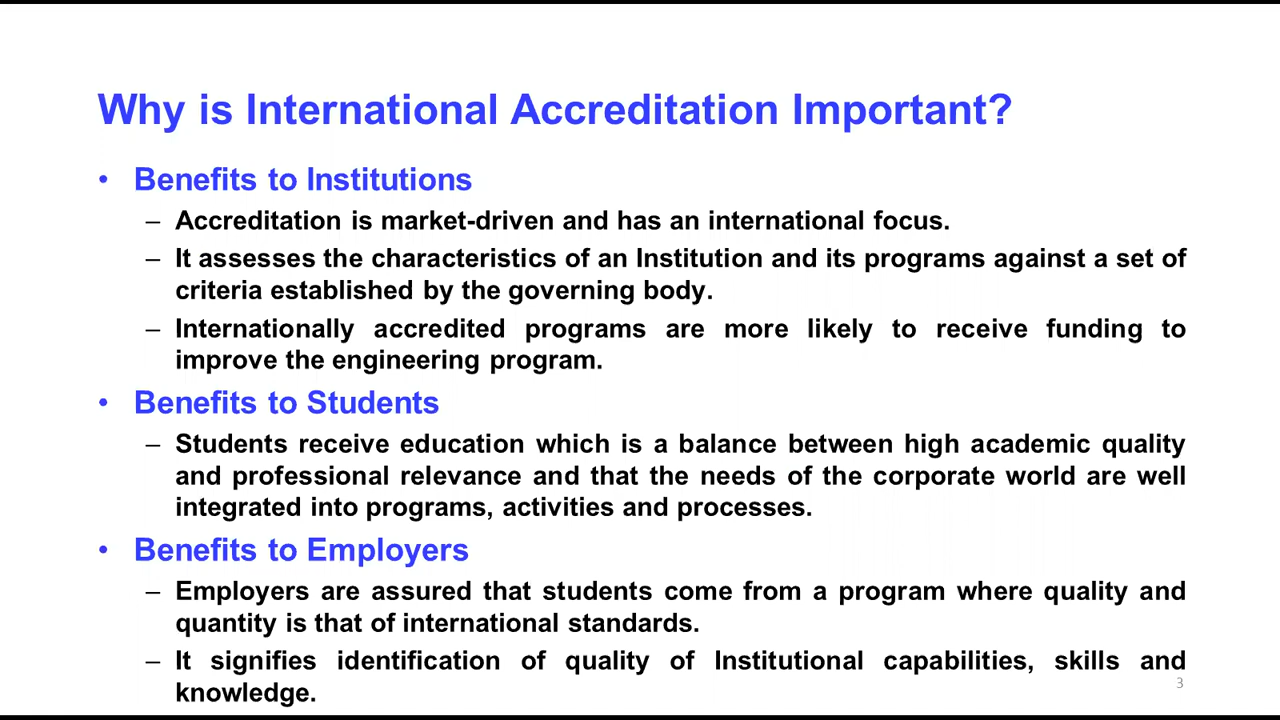 Why is International Accreditation Important?
• Benefits to Institutions
– Accreditation is market-driven and has an international focus.
– It assesses the characteristics of an Institution and its programs against a set of
criteria established by the governing body.
– Internationally accredited programs are more likely to receive funding to
improve the engineering program.
• Benefits to Students
– Students receive education which is a balance between high academic quality
and professional relevance and that the needs of the corporate world are well
integrated into programs, activities and processes.
• Benefits to Employers
– Employers are assured that students come from a program where quality and
quantity is that of international standards.
– It signifies identification of quality of Institutional capabilities, skills and
knowledge.
3